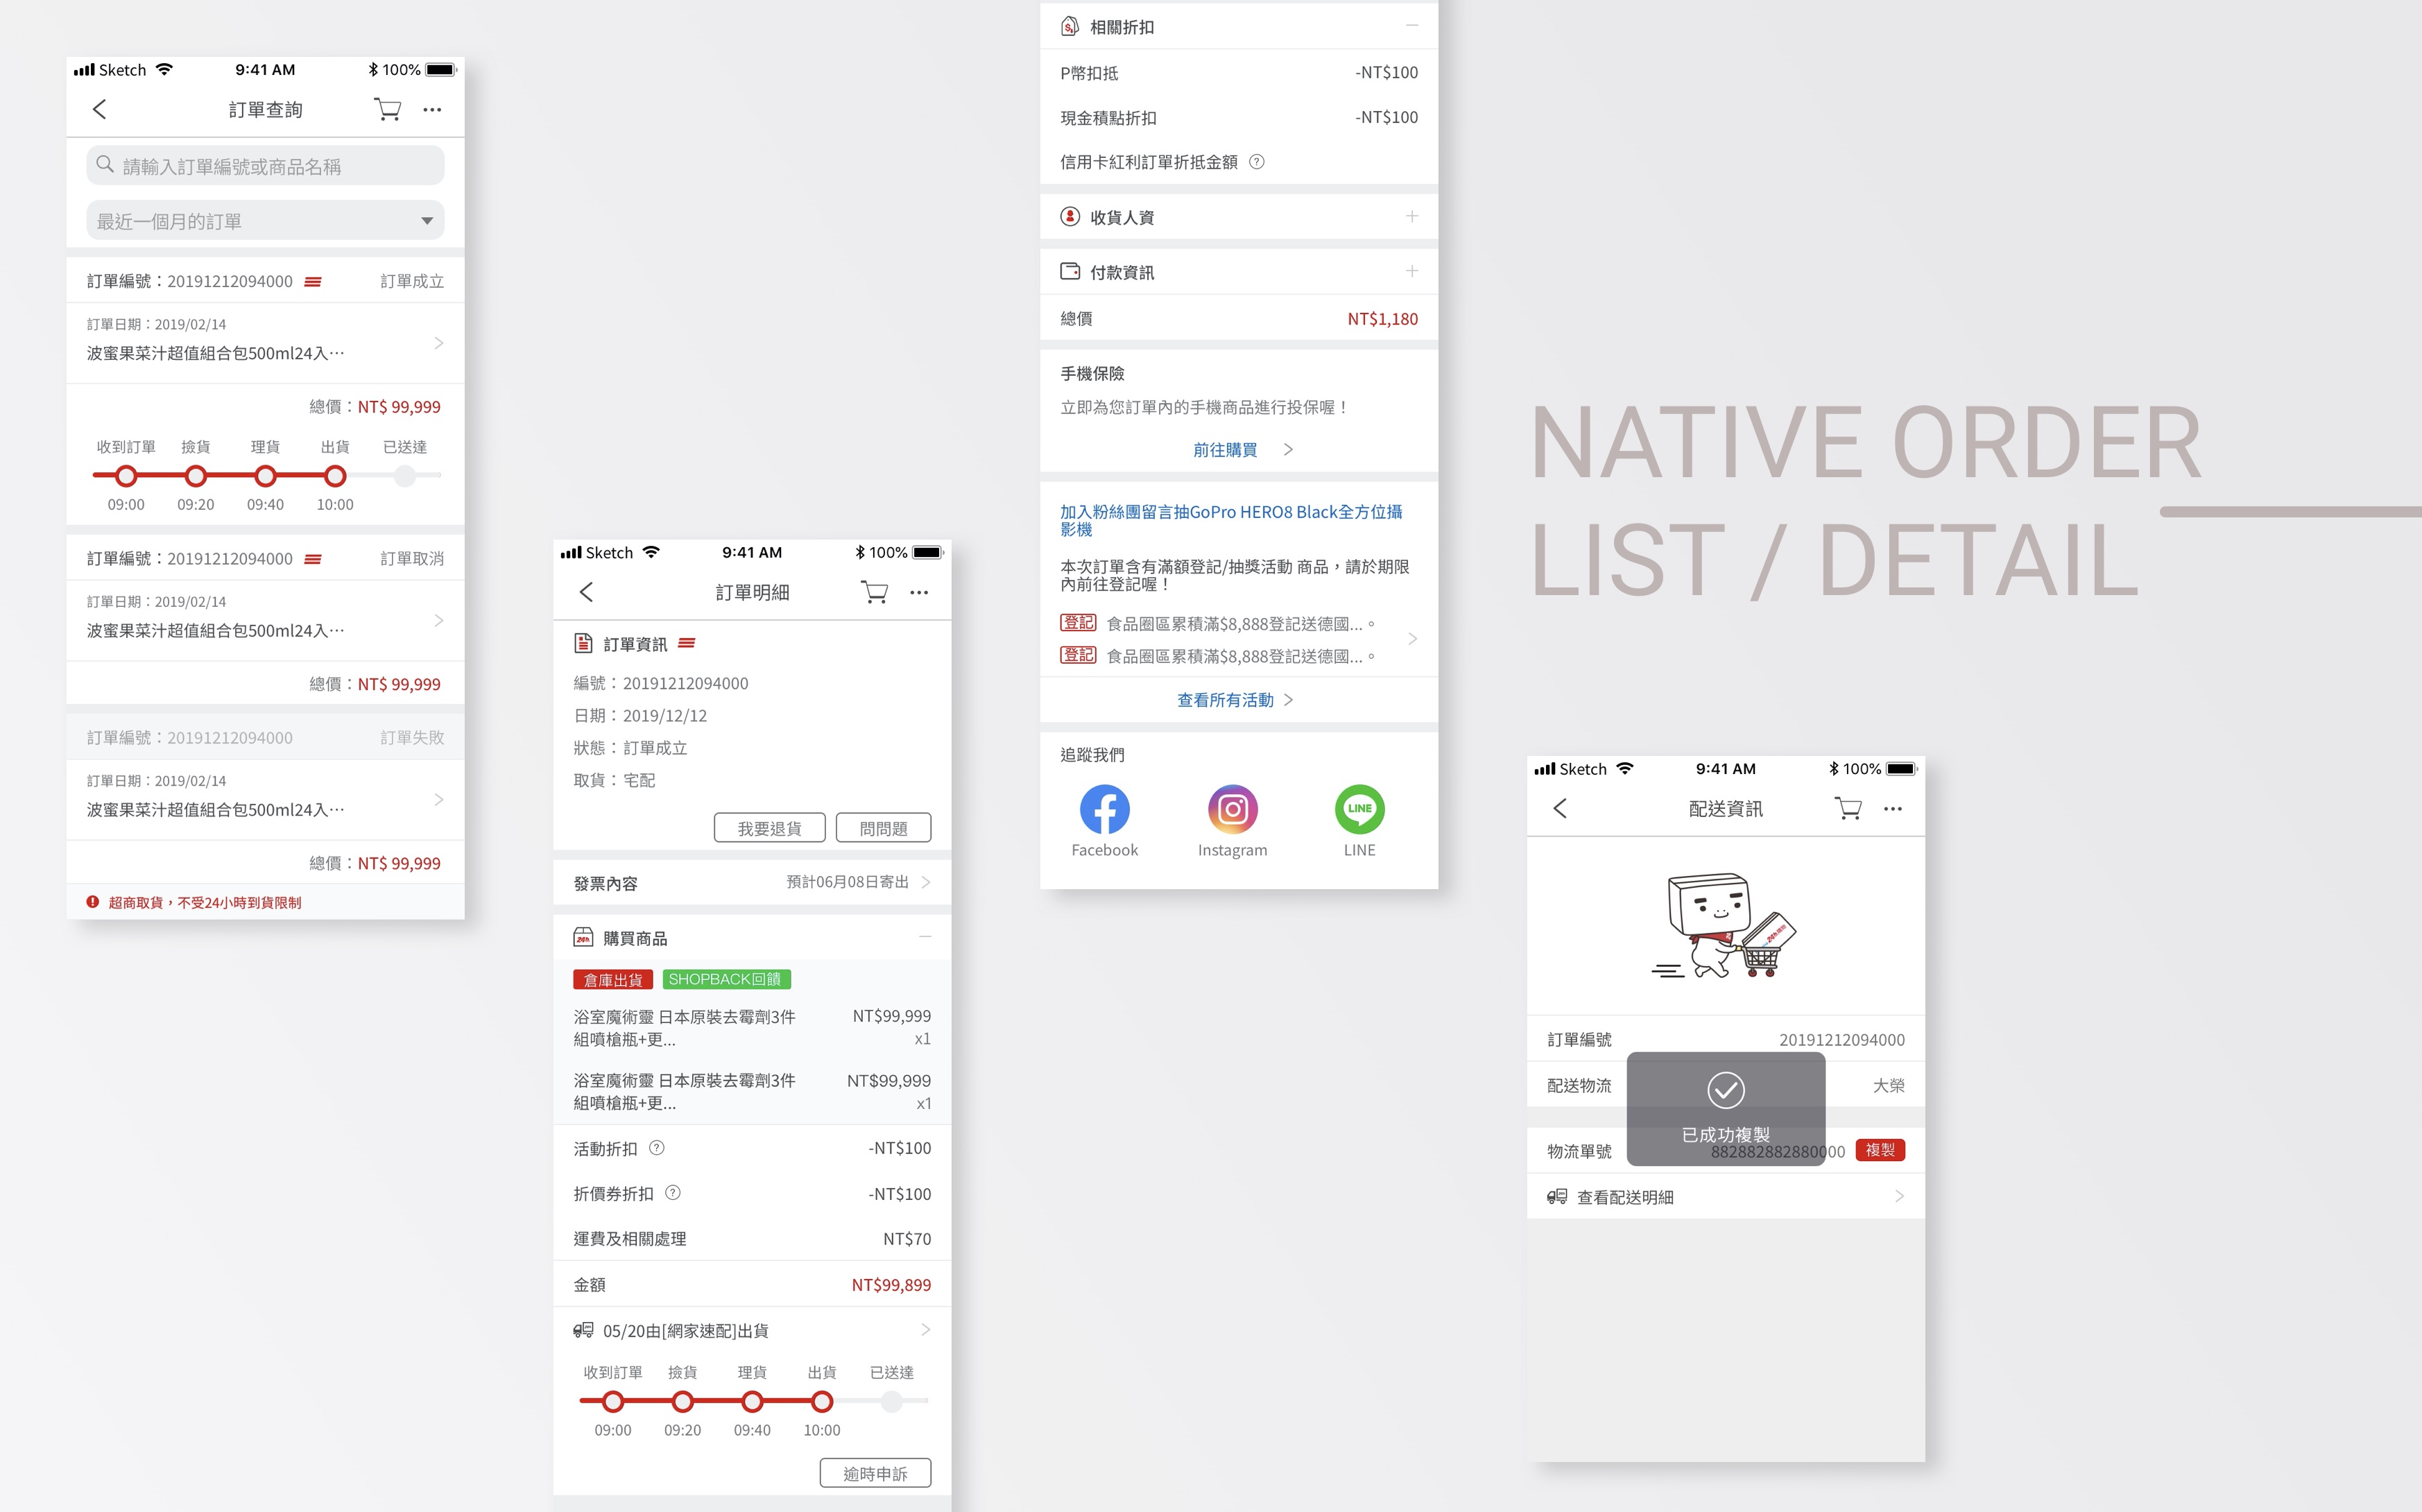 Sketch 9:41 AM 100%
訂單查詢
請輸入訂單編號或商品名稱
最近一個月的訂單
訂單編號：20191212094000 訂單成立
訂單日期：2019/02/14
波蜜果菜汁超值組合包500ml24入…
總價：NT$ 99,999
收到訂單 撿貨 理貨 出貨 已送達
09:00 09:20 09:40 10:00
訂單編號：20191212094000 訂單取消
訂單日期：2019/02/14
波蜜果菜汁超值組合包500ml24入…
總價：NT$ 99,999
訂單編號：20191212094000 訂單失敗
訂單日期：2019/02/14
波蜜果菜汁超值組合包500ml24入…
總價：NT$ 99,999
超商取貨，不受24小時到貨限制
Sketch 9:41 AM 100%
訂單明細
訂單資訊
編號：20191212094000
日期：2019/12/12
狀態：訂單成立
取貨：宅配
我要退貨 問問題
發票內容 預計06月08日寄出
24h 購買商品
倉庫出貨 SHOPBACK回饋
浴室魔術靈 日本原裝去霉劑3件 NT$99,999
組噴槍瓶+更... x1
浴室魔術靈 日本原裝去霉劑3件 NT$99,999
組噴槍瓶+更... x1
活動折扣 ? -NT$100
折價券折扣 ? -NT$100
運費及相關處理 NT$70
金額 NT$99,899
05/20由[網家速配]出貨
收到訂單 撿貨 理貨 出貨 已送達
09:00 09:20 09:40 10:00
逾時申訴
相關折扣
P幣扣抵 -NT$100
現金積點折扣 -NT$100
信用卡紅利訂單折抵金額 ?
收貨人資
付款資訊
總價 NT$1,180
手機保險
立即為您訂單內的手機商品進行投保喔！
前往購買
加入粉絲團留言抽GoPro HERO8 Black全方位攝
影機
本次訂單含有滿額登記/抽獎活動 商品，請於期限
內前往登記喔！
登記 食品圈區累積滿$8,888登記送德國...。
登記 食品圈區累積滿$8,888登記送德國...。
查看所有活動
追蹤我們
LINE
Facebook Instagram LINE
NATIVE ORDER
LIST / DETAIL
Sketch 9:41 AM 100%
配送資訊
訂單編號 20191212094000
配送物流 大榮
已成功複製
物流單號 882882882880000 複製
查看配送明細